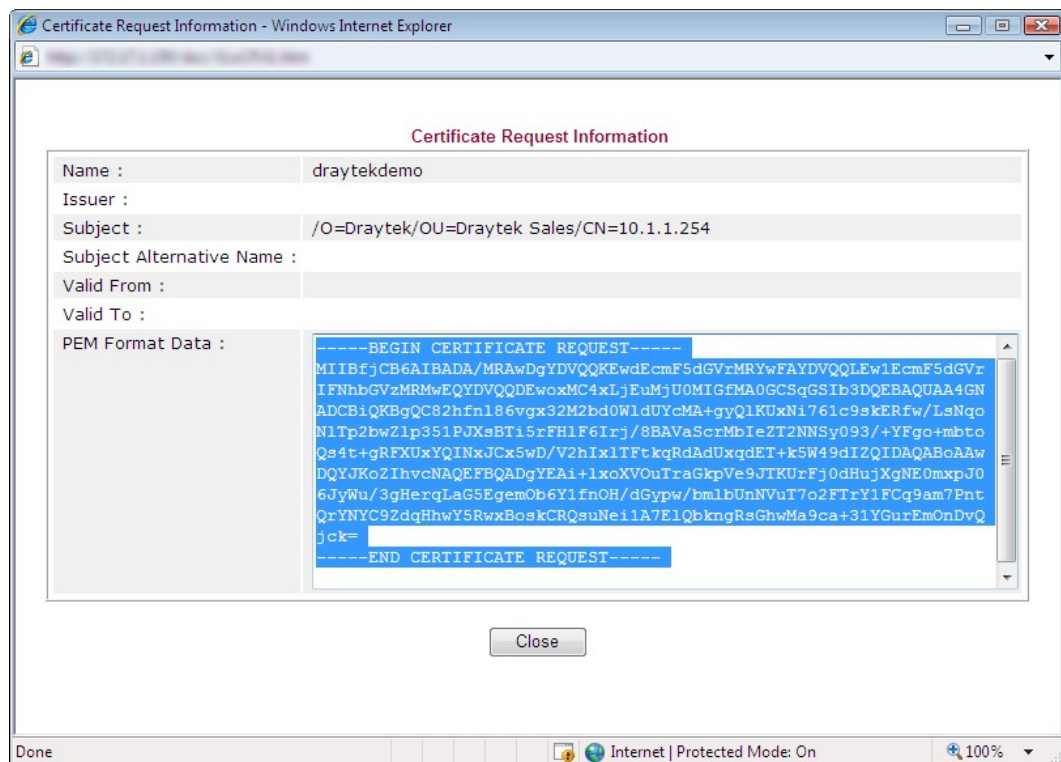 Certificate Request Information - Windows Internet Explorer
Certificate Request Information
Name : draytekdemo
Issuer :
Subject : /O=Draytek/OU=Draytek Sales/CN=10.1.1.254
Subject Alternative Name :
Valid From :
Valid To :
PEM Format Data :
-----BEGIN CERTIFICATE REQUEST-----
MIIBfjCB6AIBADA/MRAwDgYDVQQKEwdEcmF5dGVrMRYwFAYDVQQLEw1EcmF5dGVr
IFNhbGVzMRMwEQYDVQQDEwoxMC4xLjEuMjU0MIGfMA0GCSqGSIb3DQEBAQUAA4GN
ADCBiQKBgQC82hfnl86vgx32M2bd0WldUYcMA+gyQlKUxNi761c9skERfw/LsNqo
NlTp2bwZlp351PJXsBTi5rFHlF6Irj/8BAVaScrMbIeZT2NNSy093/+YFgo+mbto
Qs4t+gRFXUxYQINxJCx5wD/V2hIxlTFtkqRdAdUxqdET+k5W49dIZQIDAQABoAAw
DQYJKoZIhvcNAQEFBQADgYEAi+lxoXVOuTraGkpVe9JTKUrFj0dHujXgNE0mxpJ0
6JyWu/3gHerqLaG5EgemOb6Y1fnOH/dGypw/bmlbUnNVuT7o2FTrY1FCq9am7Pnt
QrYNYC9ZdqHhwY5RwxBoskCRQsuNei1A7ElQbkngRsGhwMa9ca+31YGurEmOnDvQ
jck=
-----END CERTIFICATE REQUEST-----
Close
Done Internet | Protected Mode: On 100%